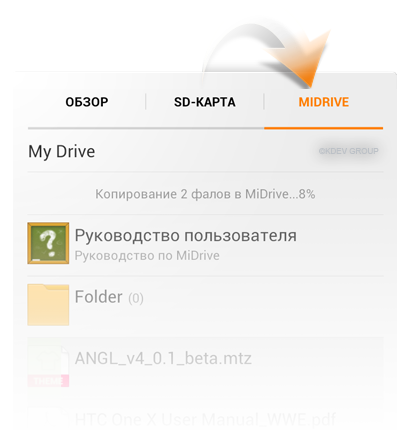 ОБЗОР
SD-КАРТА
MIDRIVE
My Drive
©KDEV GROUP
Копирование 2 фалов в MiDrive...8%
Руководство пользователя
Руководство по MiDrive
Folder (0)
ANGL_v4_0.1_beta.mtz
HTC One X User Manual_WWE.pdf